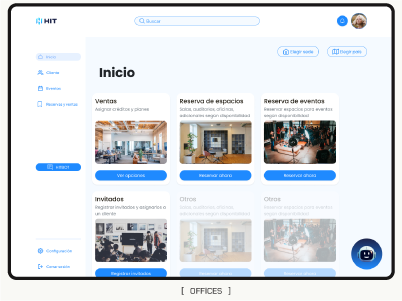 HIT
Buscar
Elegir sede
Elegir país
Inicio
Inicio
Clientes
Eventos
Reservas y ventas
Configuración
Cerrar sesión
Ventas
Asignar créditos y planes
Ver opciones
Reserva de espacios
Salas, auditorios, oficinas,
adicionales según disponibilidad
Reservar ahora
Reserva de eventos
Reservar espacios para eventos
según disponibilidad
Reservar ahora
Invitados
Registrar invitados y asignarlos a
un cliente
Registrar invitados
Otros
Salas, auditorios, oficinas,
adicionales según disponibilidad
Reservar ahora
Otros
Reservar espacios para eventos
según disponibilidad
Reservar ahora
[ OFFICES ]